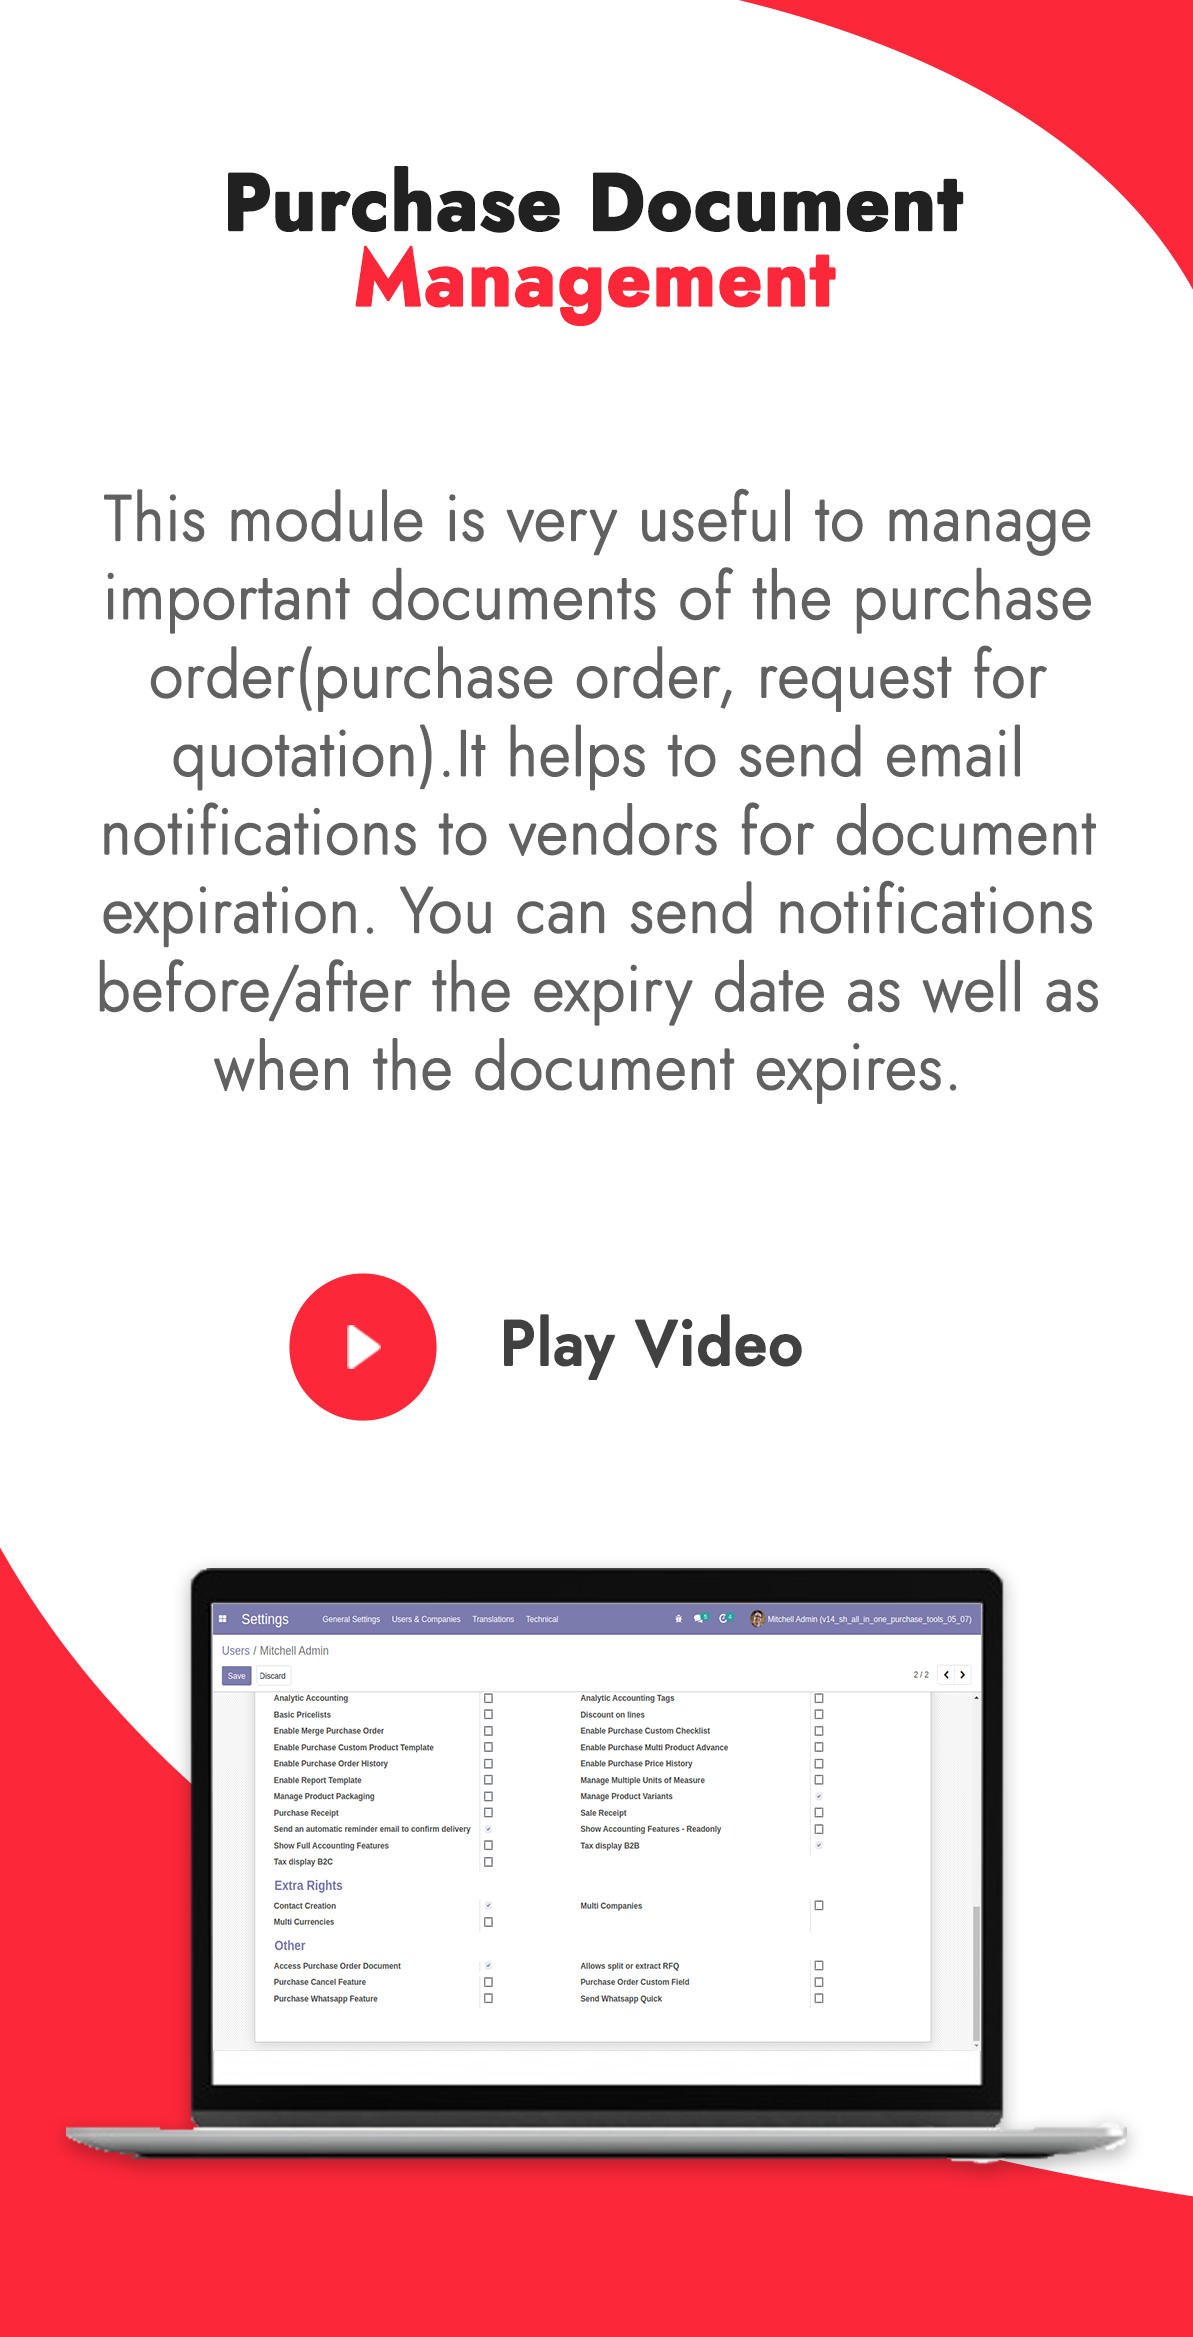 Purchase Document
Management
This module is very useful to manage
important documents of the purchase
order(purchase order, request for
quotation).It helps to send email
notifications to vendors for document
expiration. You can send notifications
before/after the expiry date as well as
when the document expires.
Play Video
Settings General Settings Users & Companies Translations Technical 5 4 Mitchell Admin (v14_sh_all_in_one_purchase_tools_05_07)
Users / Mitchell Admin
Save Discard 2 / 2
Analytic Accounting Analytic Accounting Tags
Basic Pricelists Discount on lines
Enable Merge Purchase Order Enable Purchase Custom Checklist
Enable Purchase Custom Product Template Enable Purchase Multi Product Advance
Enable Purchase Order History Enable Purchase Price History
Enable Report Template Manage Multiple Units of Measure
Manage Product Packaging Manage Product Variants
Purchase Receipt Sale Receipt
Send an automatic reminder email to confirm delivery Show Accounting Features - Readonly
Show Full Accounting Features Tax display B2B
Tax display B2C
Extra Rights
Contact Creation Multi Companies
Multi Currencies
Other
Access Purchase Order Document Allows split or extract RFQ
Purchase Cancel Feature Purchase Order Custom Field
Purchase Whatsapp Feature Send Whatsapp Quick